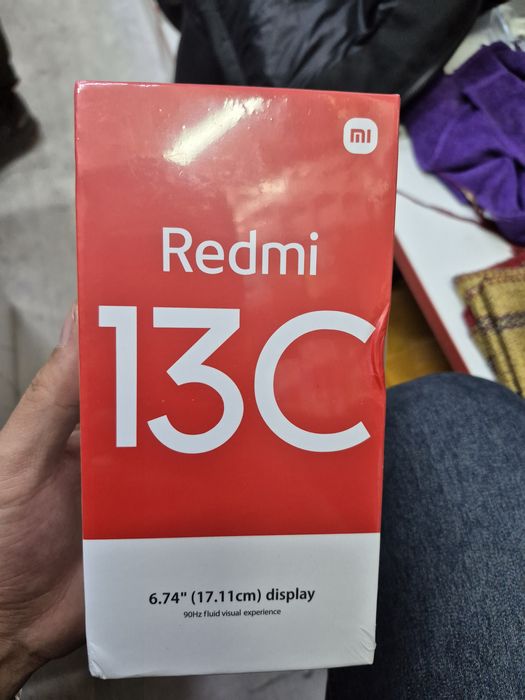 mi
Redmi
13C
6.74" (17.11cm) display
90Hz fluid visual experience